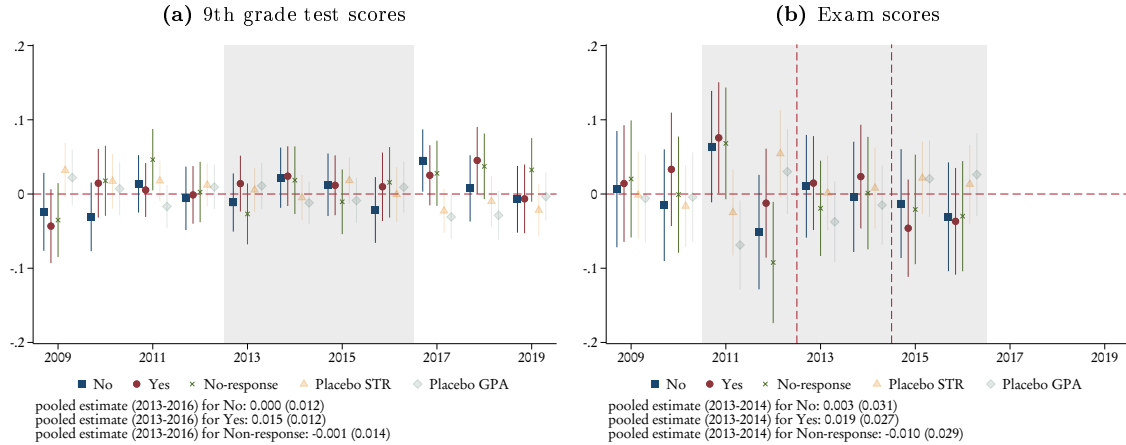 (a) 9th grade test scores
.2
.1
0
-.1
-.2
2009 2011 2013 2015 2017 2019
No Yes No-response Placebo STR Placebo GPA
pooled estimate (2013-2016) for No: 0.000 (0.012)
pooled estimate (2013-2016) for Yes: 0.015 (0.012)
pooled estimate (2013-2016) for Non-response: -0.001 (0.014)
(b) Exam scores
.2
.1
0
-.1
-.2
2009 2011 2013 2015 2017 2019
No Yes No-response Placebo STR Placebo GPA
pooled estimate (2013-2014) for No: 0.003 (0.031)
pooled estimate (2013-2014) for Yes: 0.019 (0.027)
pooled estimate (2013-2014) for Non-response: -0.010 (0.029)